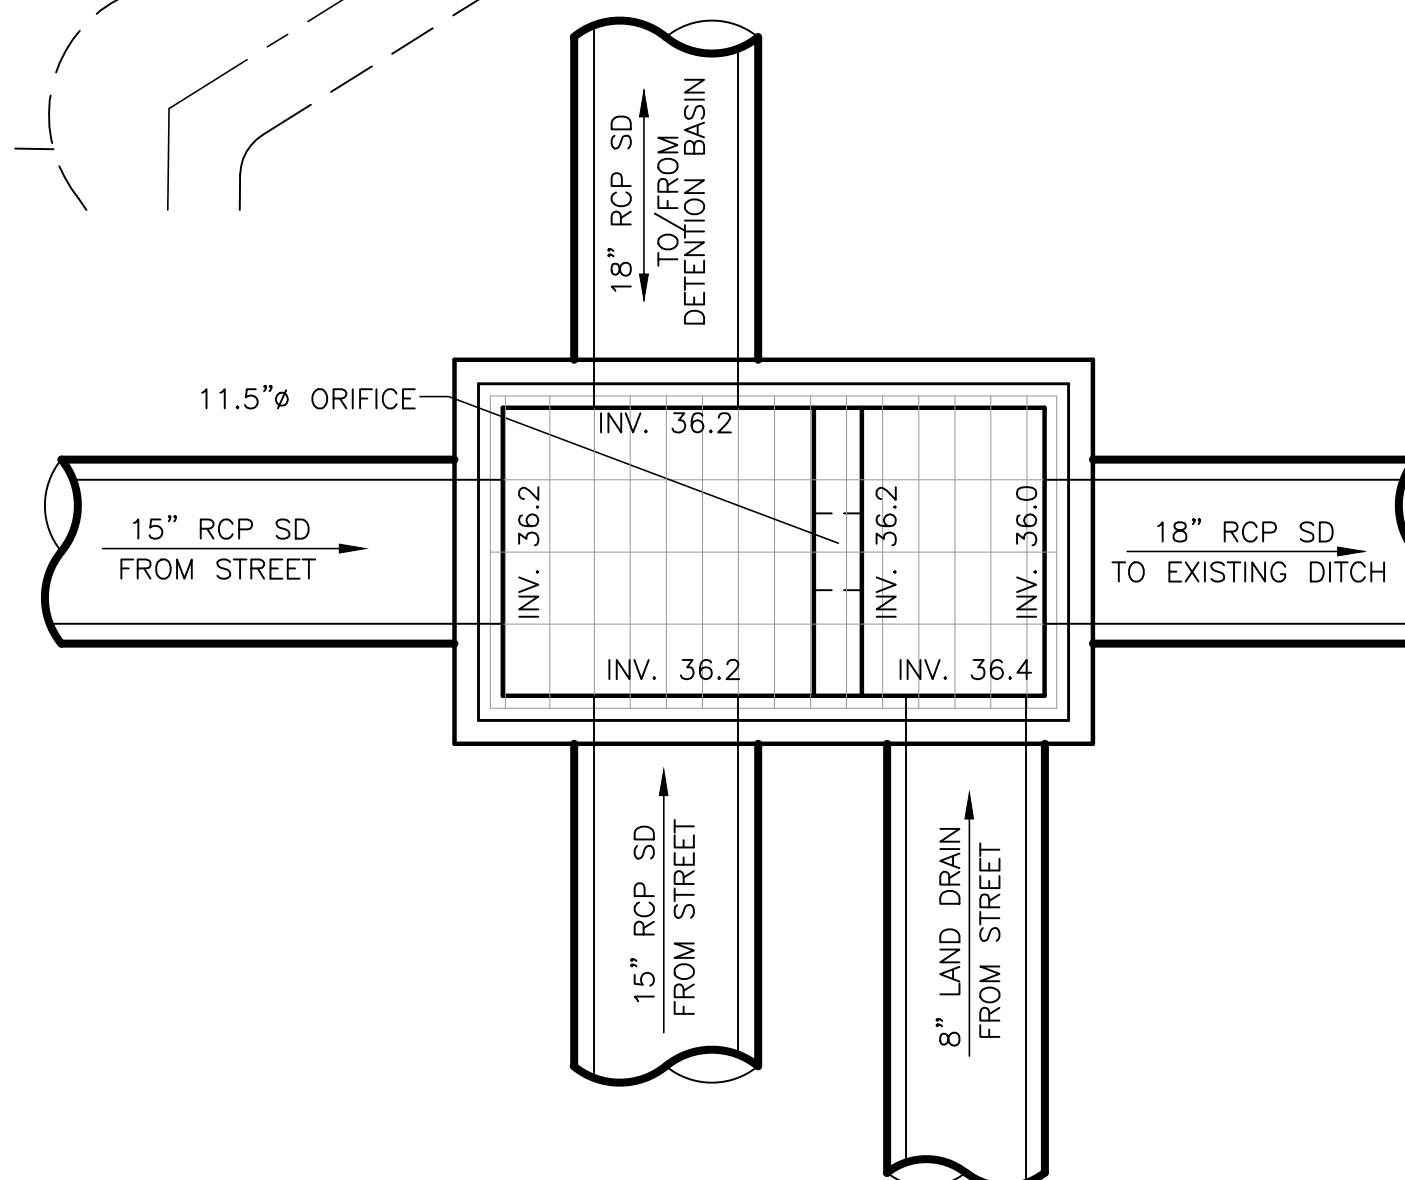 18" RCP SD
TO/FROM
DETENTION BASIN
11.5"ø ORIFICE
INV. 36.2
15" RCP SD
FROM STREET
INV. 36.2
INV. 36.2
INV. 36.0
18" RCP SD
TO EXISTING DITCH
INV. 36.2
INV. 36.4
15" RCP SD
FROM STREET
8" LAND DRAIN
FROM STREET